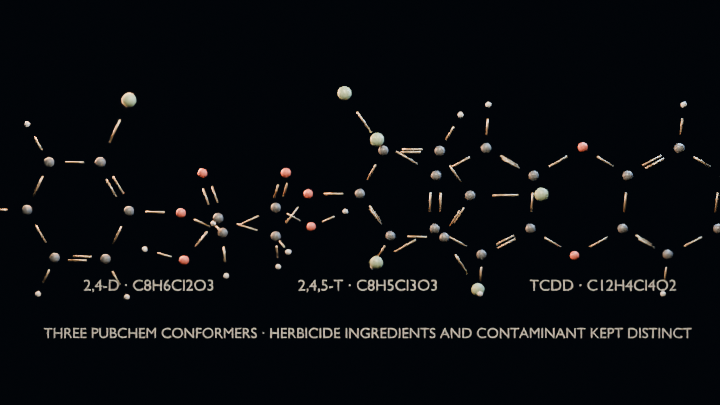 2,4-D · C8H6Cl2O3
2,4,5-T · C8H5Cl3O3
TCDD · C12H4Cl4O2
THREE PUBCHEM CONFORMERS · HERBICIDE INGREDIENTS AND CONTAMINANT KEPT DISTINCT